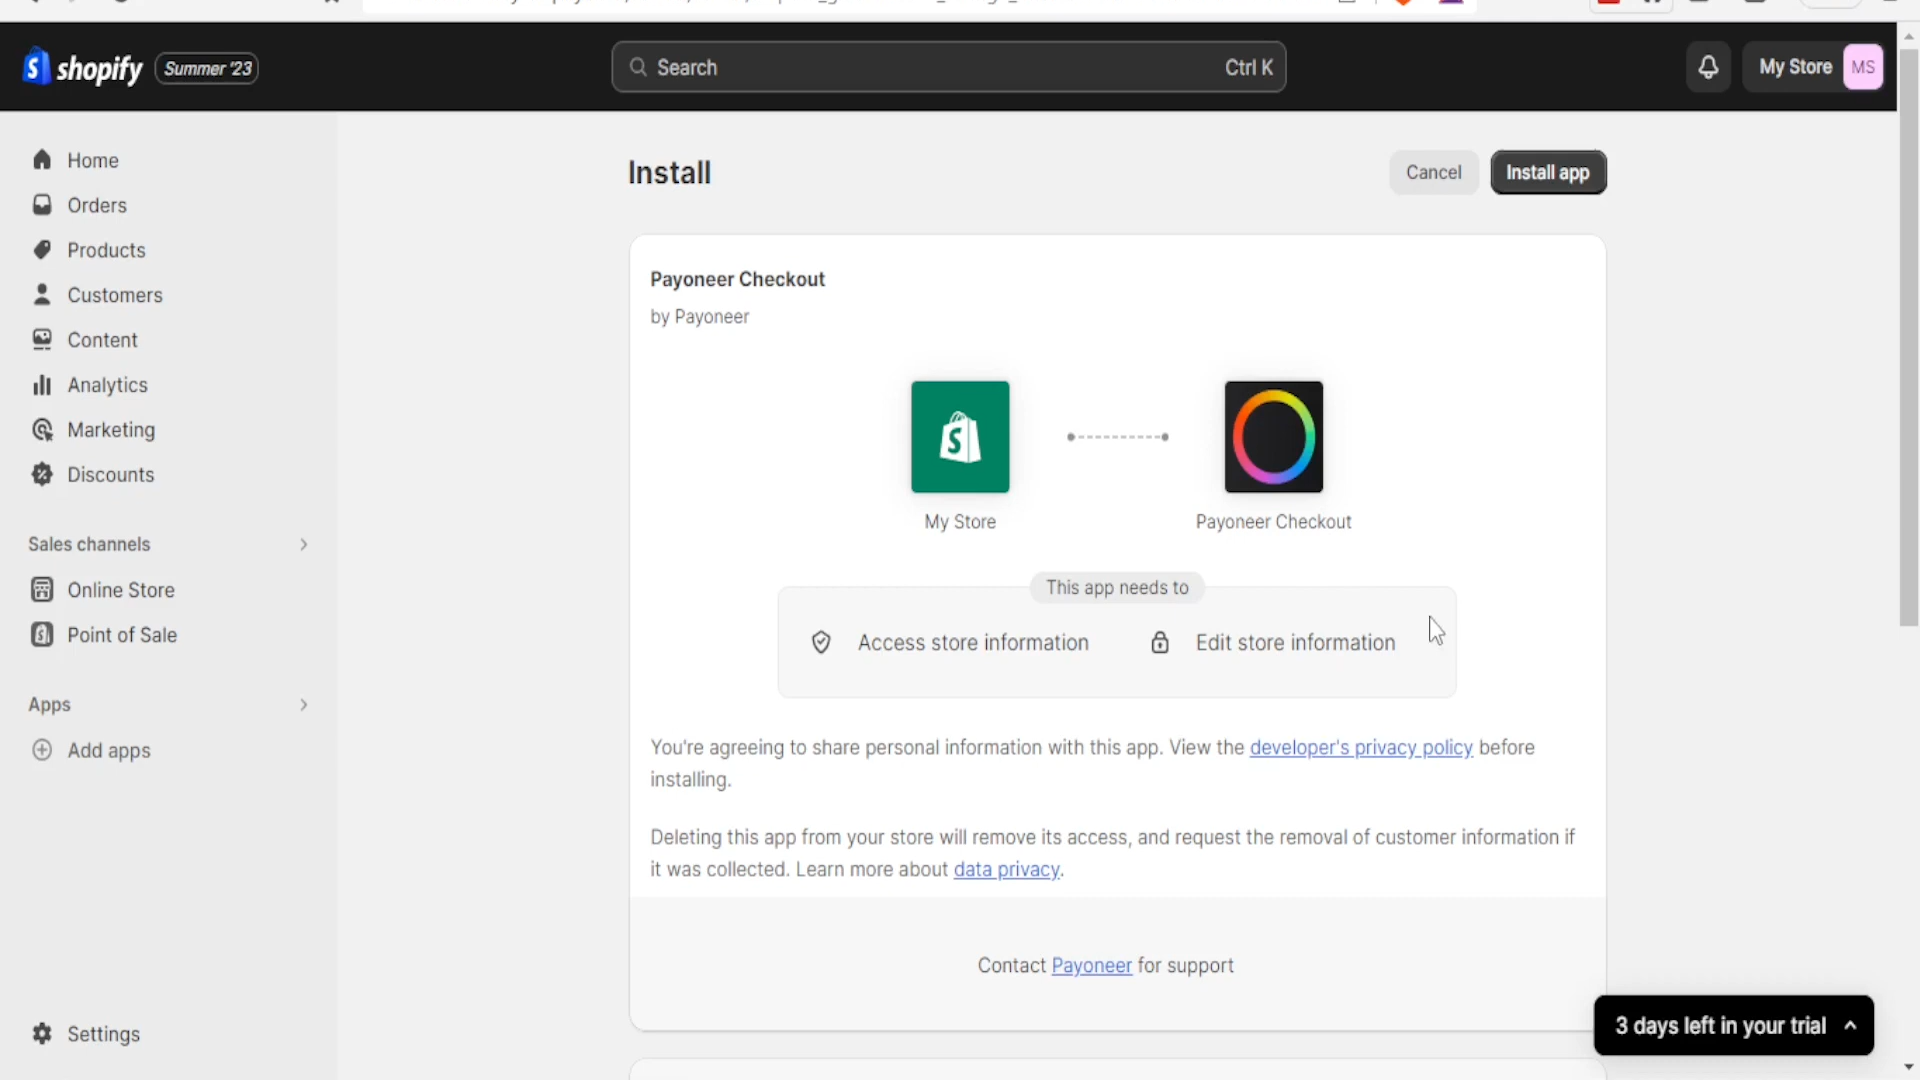 shopify Summer '23
Search Ctrl K
My Store MS
Home
Orders
Products
Customers
Content
Analytics
Marketing
Discounts
Sales channels
Online Store
Point of Sale
Apps
Add apps
Settings
Install
Cancel Install app
Payoneer Checkout
by Payoneer
My Store Payoneer Checkout
This app needs to
Access store information Edit store information
You're agreeing to share personal information with this app. View the developer's privacy policy before
installing.
Deleting this app from your store will remove its access, and request the removal of customer information if
it was collected. Learn more about data privacy.
Contact Payoneer for support
3 days left in your trial